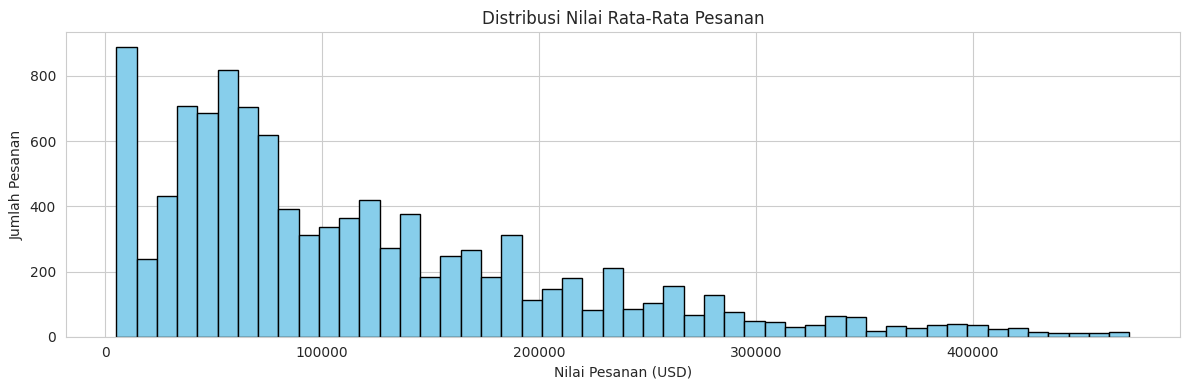 Distribusi Nilai Rata-Rata Pesanan
Jumlah Pesanan
800
600
400
200
0
0 100000 200000 300000 400000
Nilai Pesanan (USD)